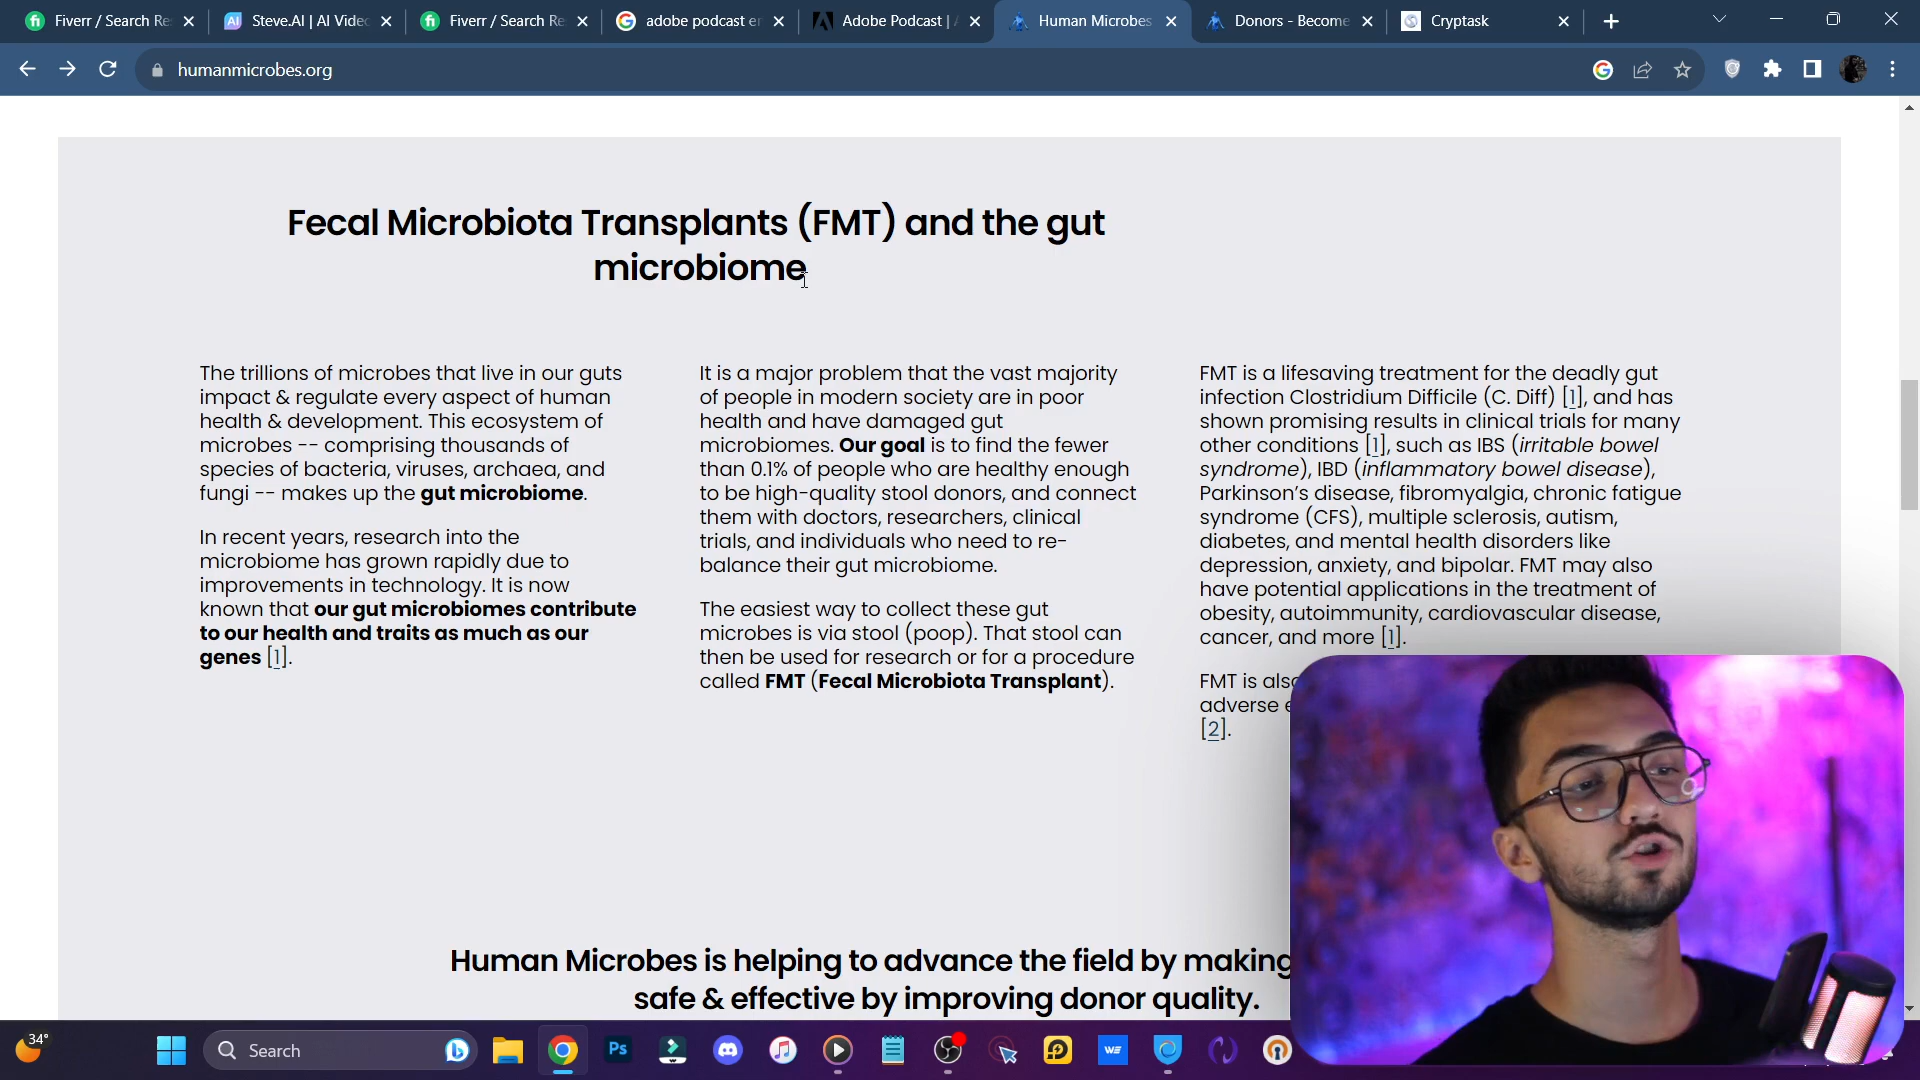 Fiverr / Search Re
Steve.AI | AI Video
Fiverr / Search Re
adobe podcast en
Adobe Podcast | A
Human Microbes
Donors - Become
Cryptask
humanmicrobes.org
Fecal Microbiota Transplants (FMT) and the gut
microbiome
The trillions of microbes that live in our guts
impact & regulate every aspect of human
health & development. This ecosystem of
microbes -- comprising thousands of
species of bacteria, viruses, archaea, and
fungi -- makes up the gut microbiome.
In recent years, research into the
microbiome has grown rapidly due to
improvements in technology. It is now
known that our gut microbiomes contribute
to our health and traits as much as our
genes [1].
It is a major problem that the vast majority
of people in modern society are in poor
health and have damaged gut
microbiomes. Our goal is to find the fewer
than 0.1% of people who are healthy enough
to be high-quality stool donors, and connect
them with doctors, researchers, clinical
trials, and individuals who need to re-
balance their gut microbiome.
The easiest way to collect these gut
microbes is via stool (poop). That stool can
then be used for research or for a procedure
called FMT (Fecal Microbiota Transplant).
FMT is a lifesaving treatment for the deadly gut
infection Clostridium Difficile (C. Diff) [1], and has
shown promising results in clinical trials for many
other conditions [1], such as IBS (irritable bowel
syndrome), IBD (inflammatory bowel disease),
Parkinson's disease, fibromyalgia, chronic fatigue
syndrome (CFS), multiple sclerosis, autism,
diabetes, and mental health disorders like
depression, anxiety, and bipolar. FMT may also
have potential applications in the treatment of
obesity, autoimmunity, cardiovascular disease,
cancer, and more [1].
FMT is also
adverse e
[2].
Human Microbes is helping to advance the field by making
safe & effective by improving donor quality.
34°
Search
Ps
WE